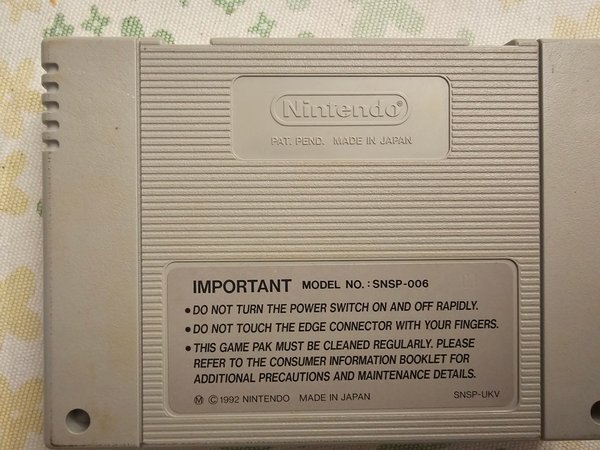 Nintendo®
PAT. PEND. MADE IN JAPAN
IMPORTANT MODEL NO. : SNSP-006
• DO NOT TURN THE POWER SWITCH ON AND OFF RAPIDLY.
• DO NOT TOUCH THE EDGE CONNECTOR WITH YOUR FINGERS.
• THIS GAME PAK MUST BE CLEANED REGULARLY. PLEASE
REFER TO THE CONSUMER INFORMATION BOOKLET FOR
ADDITIONAL PRECAUTIONS AND MAINTENANCE DETAILS.
Ⓜ © 1992 NINTENDO MADE IN JAPAN SNSP-UKV